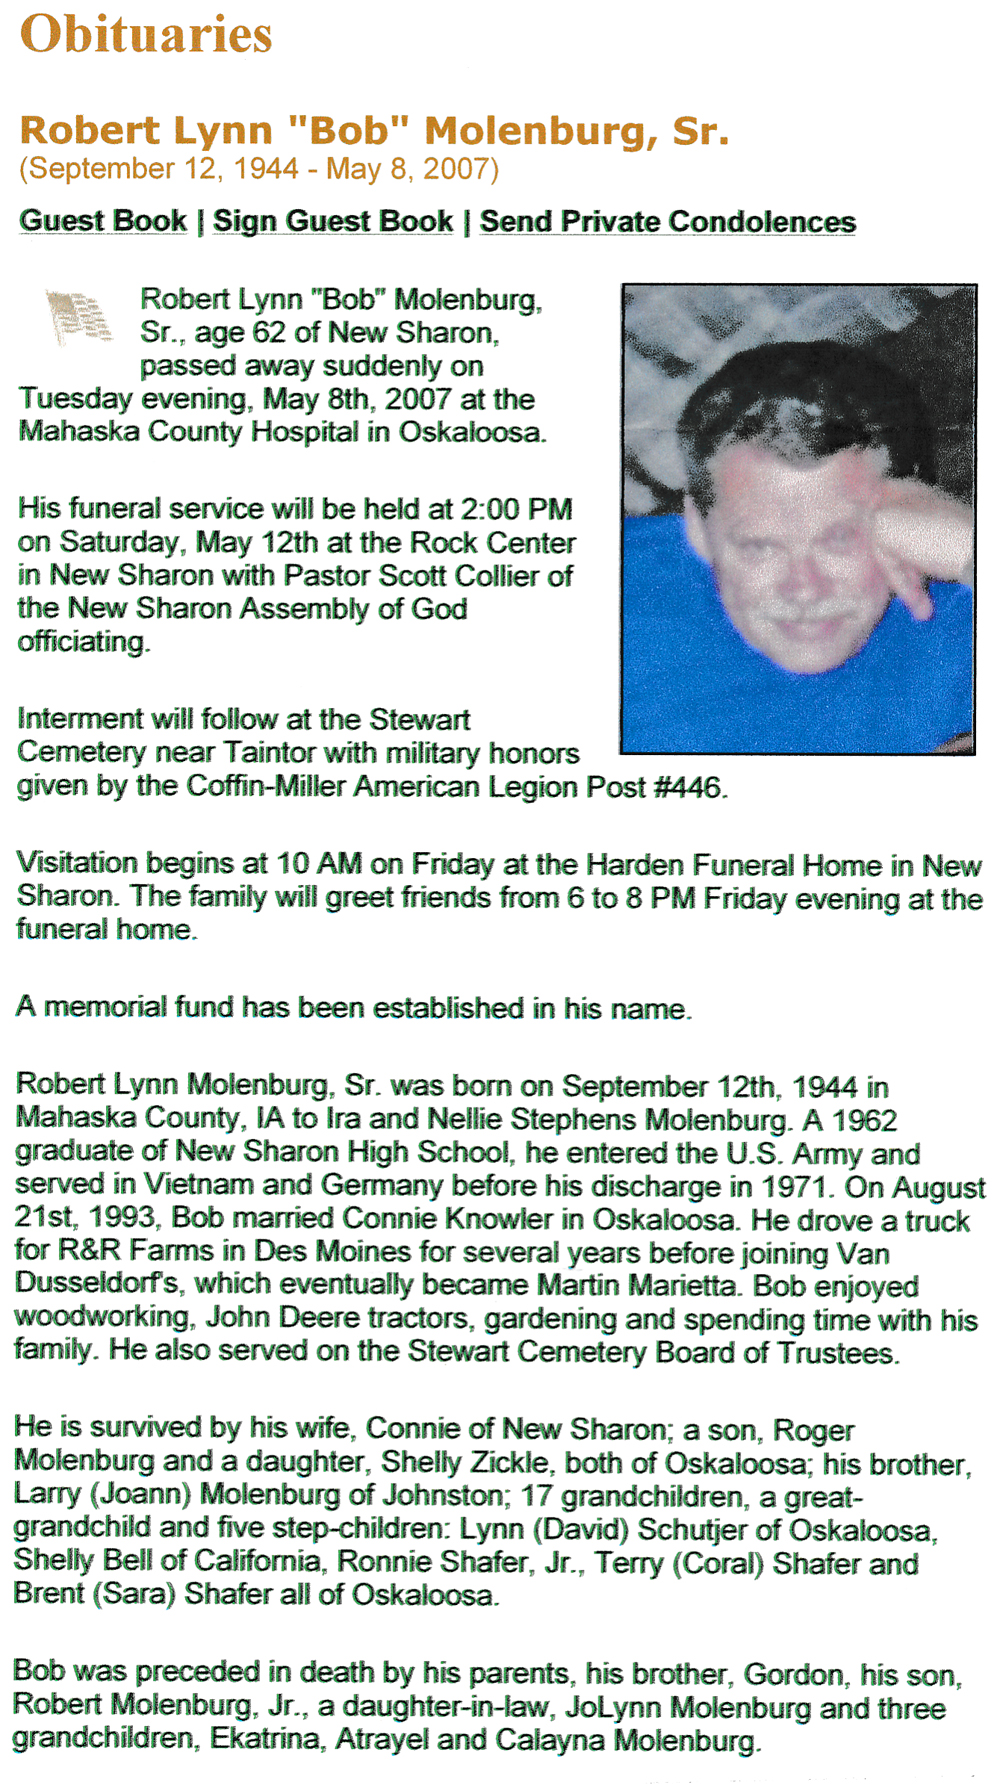 Obituaries
Robert Lynn "Bob" Molenburg, Sr.
(September 12, 1944 - May 8, 2007)
Guest Book | Sign Guest Book | Send Private Condolences
Robert Lynn "Bob" Molenburg,
Sr., age 62 of New Sharon,
passed away suddenly on
Tuesday evening, May 8th, 2007 at the
Mahaska County Hospital in Oskaloosa.
His funeral service will be held at 2:00 PM
on Saturday, May 12th at the Rock Center
in New Sharon with Pastor Scott Collier of
the New Sharon Assembly of God
officiating.
Interment will follow at the Stewart
Cemetery near Taintor with military honors
given by the Coffin-Miller American Legion Post #446.
Visitation begins at 10 AM on Friday at the Harden Funeral Home in New
Sharon. The family will greet friends from 6 to 8 PM Friday evening at the
funeral home.
A memorial fund has been established in his name.
Robert Lynn Molenburg, Sr. was born on September 12th, 1944 in
Mahaska County, IA to Ira and Nellie Stephens Molenburg. A 1962
graduate of New Sharon High School, he entered the U.S. Army and
served in Vietnam and Germany before his discharge in 1971. On August
21st, 1993, Bob married Connie Knowler in Oskaloosa. He drove a truck
for R&R Farms in Des Moines for several years before joining Van
Dusseldorf's, which eventually became Martin Marietta. Bob enjoyed
woodworking, John Deere tractors, gardening and spending time with his
family. He also served on the Stewart Cemetery Board of Trustees.
He is survived by his wife, Connie of New Sharon; a son, Roger
Molenburg and a daughter, Shelly Zickle, both of Oskaloosa; his brother,
Larry (Joann) Molenburg of Johnston; 17 grandchildren, a great-
grandchild and five step-children: Lynn (David) Schutjer of Oskaloosa,
Shelly Bell of California, Ronnie Shafer, Jr., Terry (Coral) Shafer and
Brent (Sara) Shafer all of Oskaloosa.
Bob was preceded in death by his parents, his brother, Gordon, his son,
Robert Molenburg, Jr., a daughter-in-law, JoLynn Molenburg and three
grandchildren, Ekatrina, Atrayel and Calayna Molenburg.